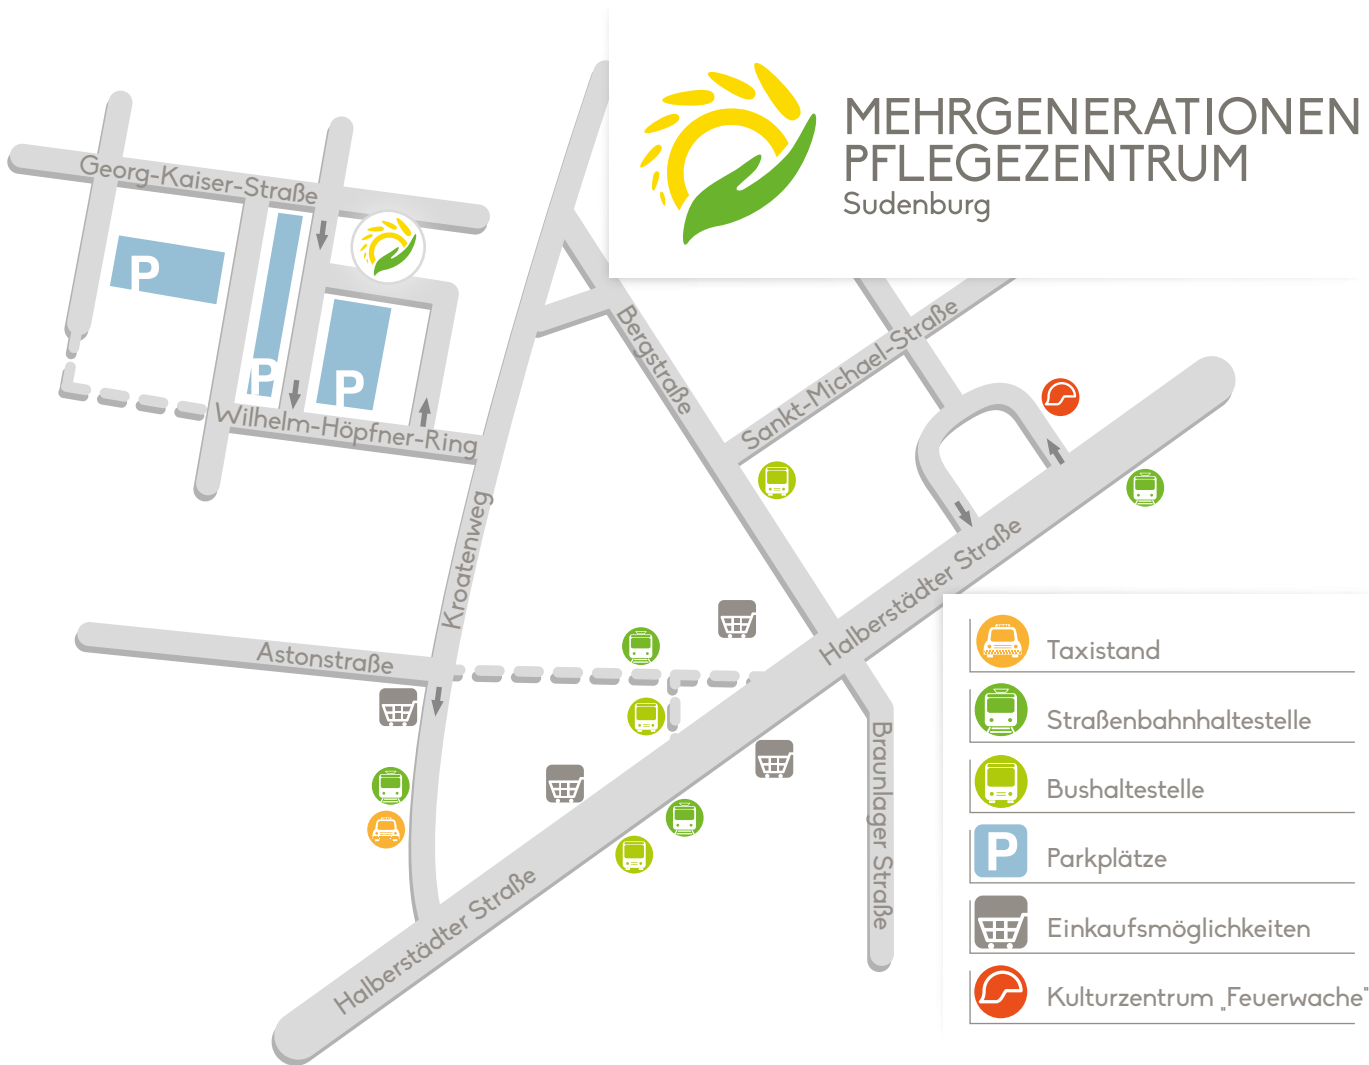 MEHRGENERATIONEN
PFLEGEZENTRUM
Sudenburg
Georg-Kaiser-Straße
P
P
P
Wilhelm-Höpfner-Ring
Bergstraße
Sankt-Michael-Straße
Kroatenweg
Astonstraße
Halberstädter Straße
Braunlager Straße
Halberstädter Straße
Taxistand
Straßenbahnhaltestelle
Bushaltestelle
P
Parkplätze
Einkaufsmöglichkeiten
Kulturzentrum „Feuerwache"